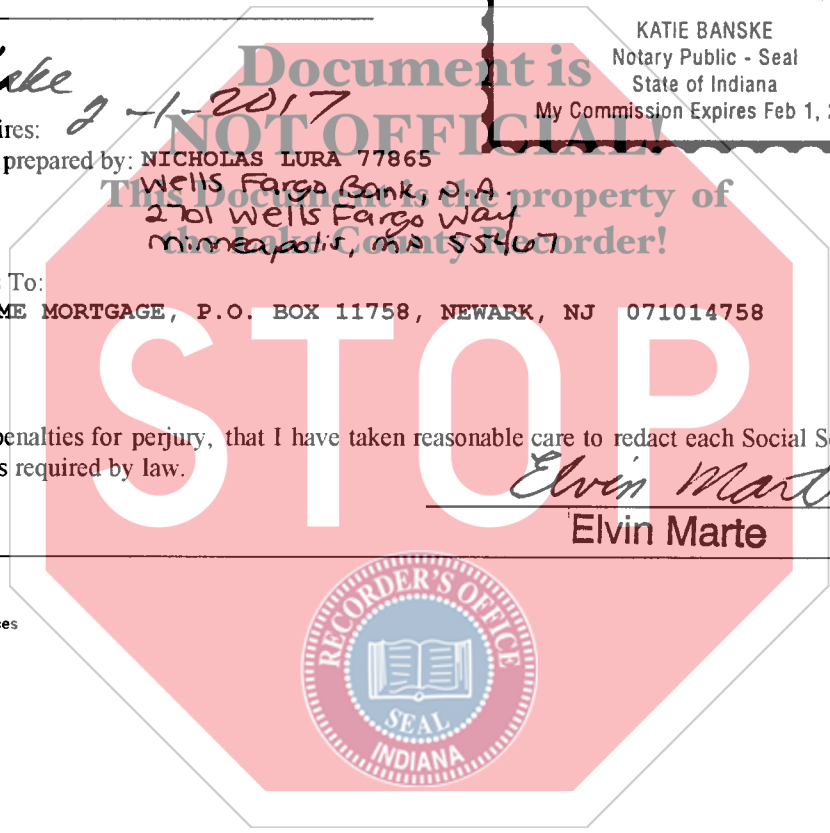 KATIE BANSKE
Notary Public - Seal
State of Indiana
My Commission Expires Feb 1, 2
Document is
NOT OFFICIAL!
This Document is the property of
the Lake County Recorder!
ires: 2-1-2017
prepared by: NICHOLAS LURA 77865
Wells Fargo Bank, N.A.
2701 Wells Fargo Way
Minneapolis, MN 55467
To:
ME MORTGAGE, P.O. BOX 11758, NEWARK, NJ 071014758
STOP
penalties for perjury, that I have taken reasonable care to redact each Social Se
s required by law.
Elvin Marte
Elvin Marte
ces
RECORDER'S OFFICE
SEAL
INDIANA